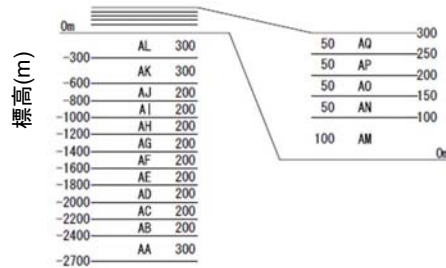 標高(m)
0m
AL 300
-300
AK 300
-600
AJ 200
-800
AI 200
-1000
AH 200
-1200
AG 200
-1400
AF 200
-1600
AE 200
-1800
AD 200
-2000
AC 200
-2200
AB 200
-2400
AA 300
-2700
300
50 AQ
250
50 AP
200
50 AO
150
50 AN
100
100 AM
0m